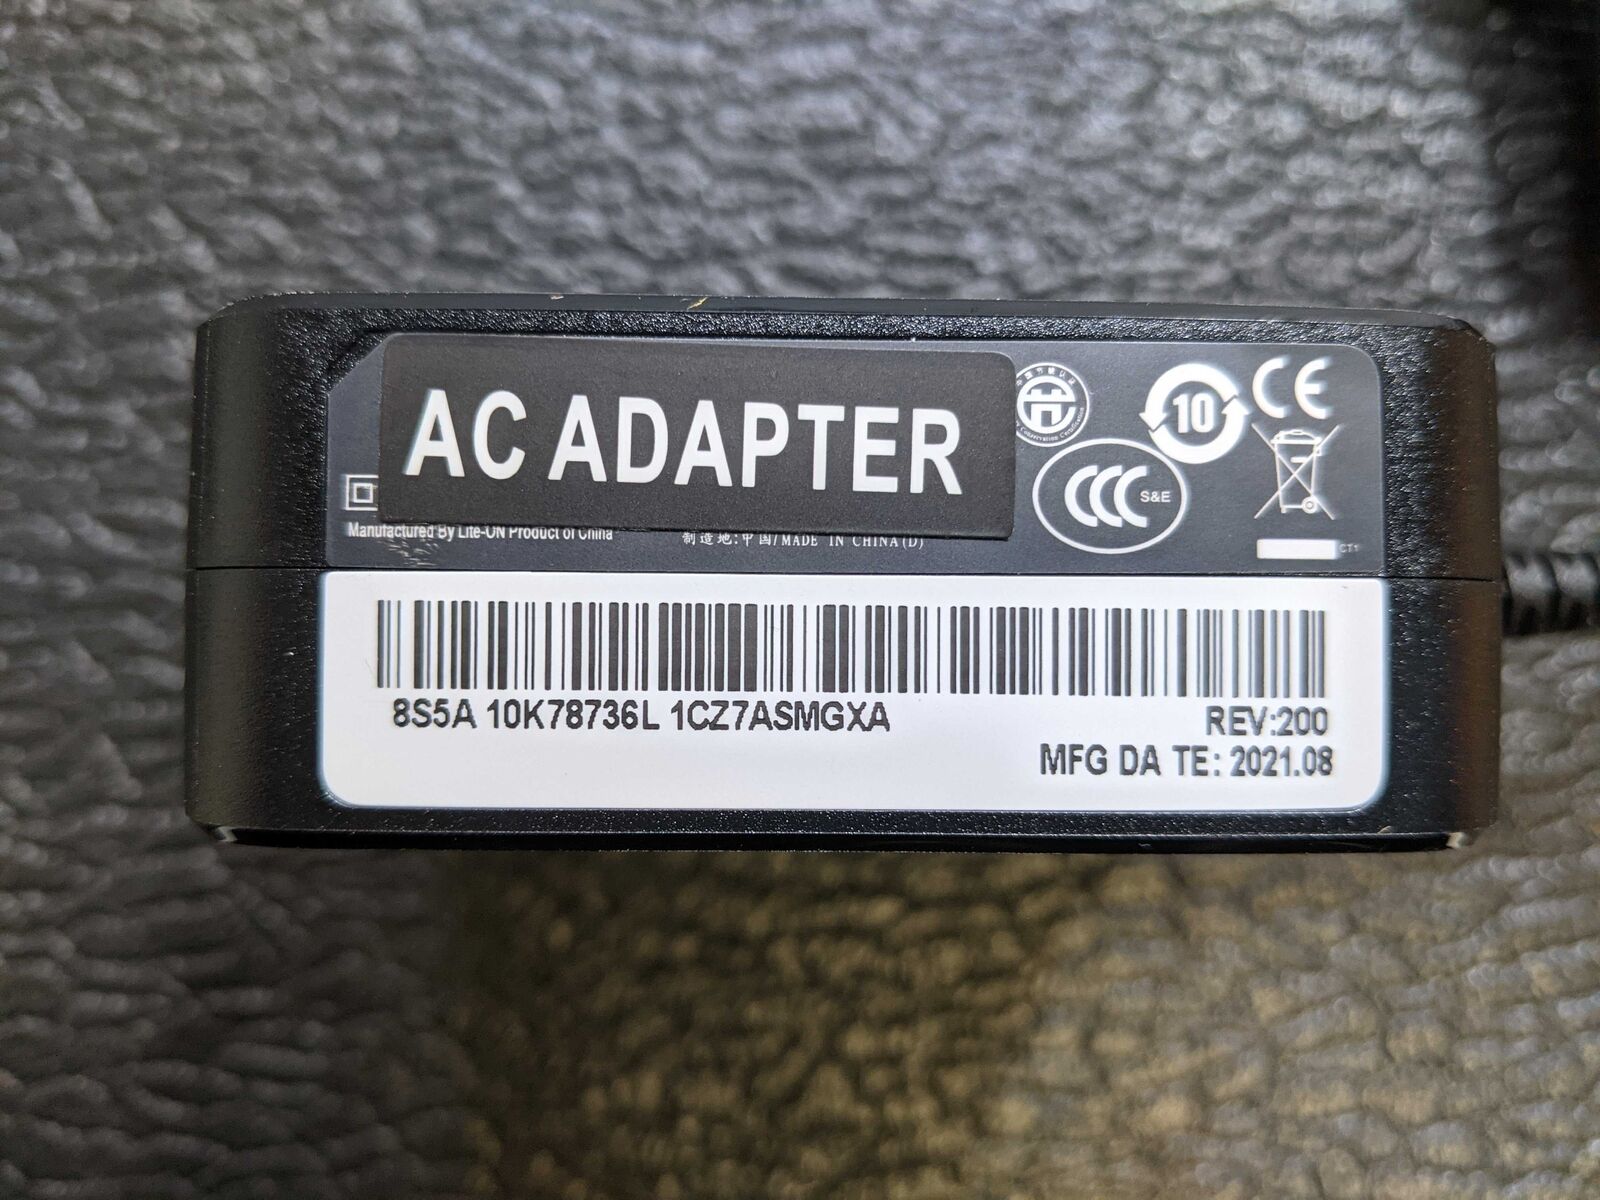 AC ADAPTER
10
CE
CCC S&E
Manufactured By Lite-ON Product of China
制造地:中国/MADE IN CHINA(D)
8S5A 10K78736L 1CZ7ASMGXA
REV:200
MFG DA TE: 2021.08